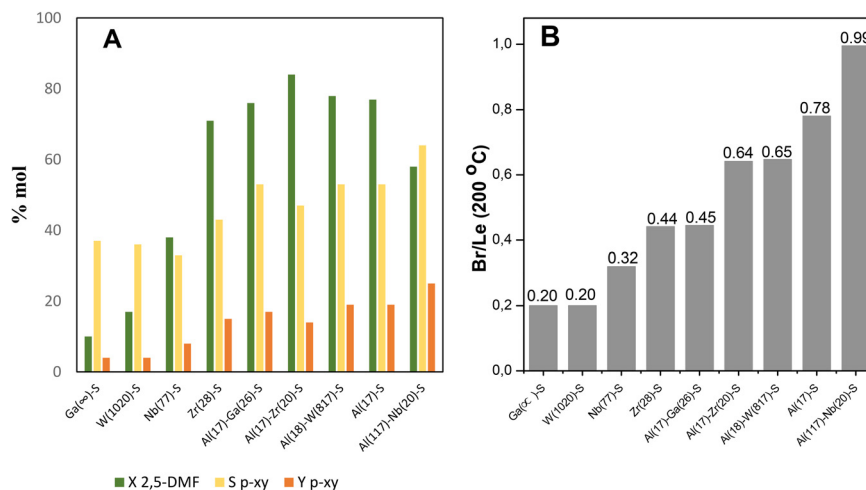 A
% mol
100
80
60
40
20
0
Ga(∞)-S
W(1020)-S
Nb(77)-S
Zr(28)-S
Al(17)-Ga(26)-S
Al(17)-Zr(20)-S
Al(18)-W(817)-S
Al(17)-S
Al(117)-Nb(20)-S
X 2,5-DMF S p-xy Y p-xy
B
Br/Le (200 °C)
1,0
0,8
0,6
0,4
0,2
0,0
0.20
0.20
0.32
0.44
0.45
0.64
0.65
0.78
0.99
Ga(∝ )-S
W(1020)-S
Nb(77)-S
Zr(28)-S
Al(17)-Ga(26)-S
Al(17)-Zr(20)-S
Al(18)-W(817)-S
Al(17)-S
Al(117)-Nb(20)-S